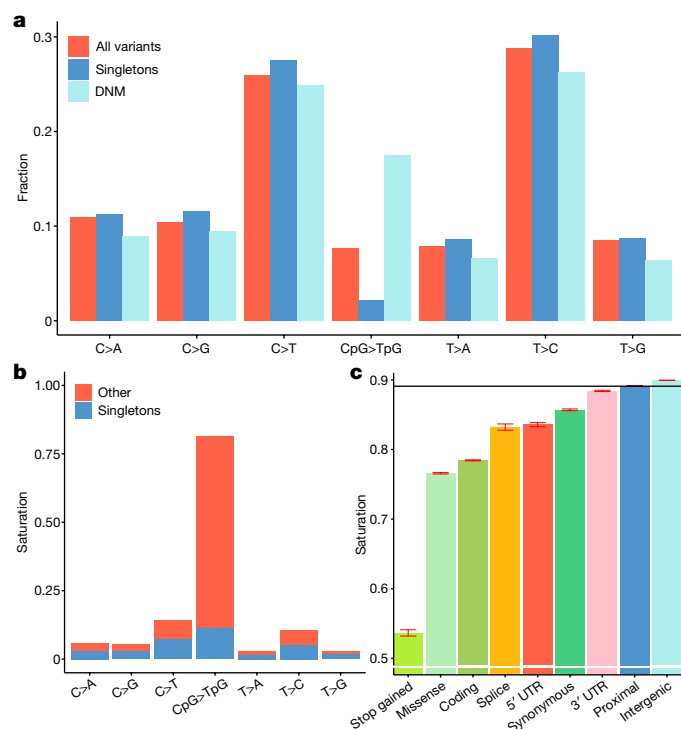 a
0.3
0.2
0.1
0
Fraction
All variants
Singletons
DNM
C>A
C>G
C>T
CpG>TpG
T>A
T>C
T>G
b
1.00
0.75
0.50
0.25
0
Saturation
Other
Singletons
C>A
C>G
C>T
CpG>TpG
T>A
T>C
T>G
c
0.9
0.8
0.7
0.6
0.5
Saturation
Stop gained
Missense
Coding
Splice
5′ UTR
Synonymous
3′ UTR
Proximal
Intergenic